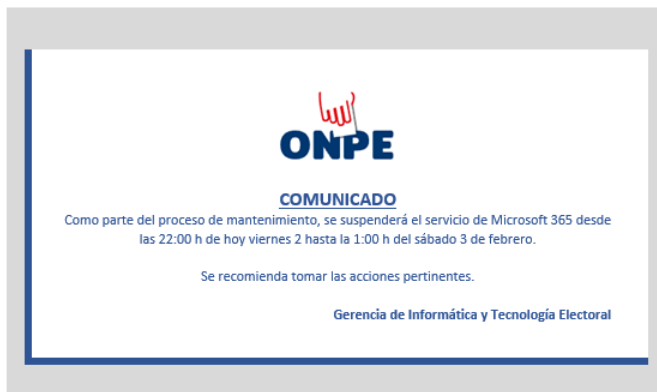 ONPE
COMUNICADO
Como parte del proceso de mantenimiento, se suspenderá el servicio de Microsoft 365 desde
las 22:00 h de hoy viernes 2 hasta la 1:00 h del sábado 3 de febrero.
Se recomienda tomar las acciones pertinentes.
Gerencia de Informática y Tecnología Electoral